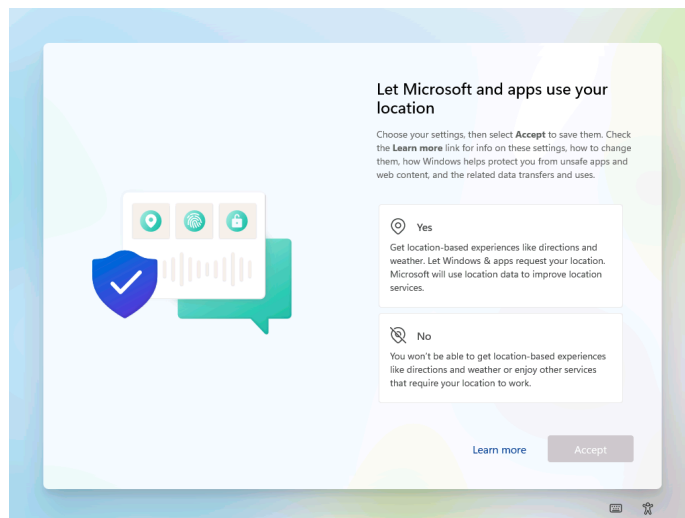 Let Microsoft and apps use your
location
Choose your settings, then select Accept to save them. Check
the Learn more link for info on these settings, how to change
them, how Windows helps protect you from unsafe apps and
web content, and the related data transfers and uses.
Yes
Get location-based experiences like directions and
weather. Let Windows & apps request your location.
Microsoft will use location data to improve location
services.
No
You won't be able to get location-based experiences
like directions and weather or enjoy other services
that require your location to work.
Learn more
Accept